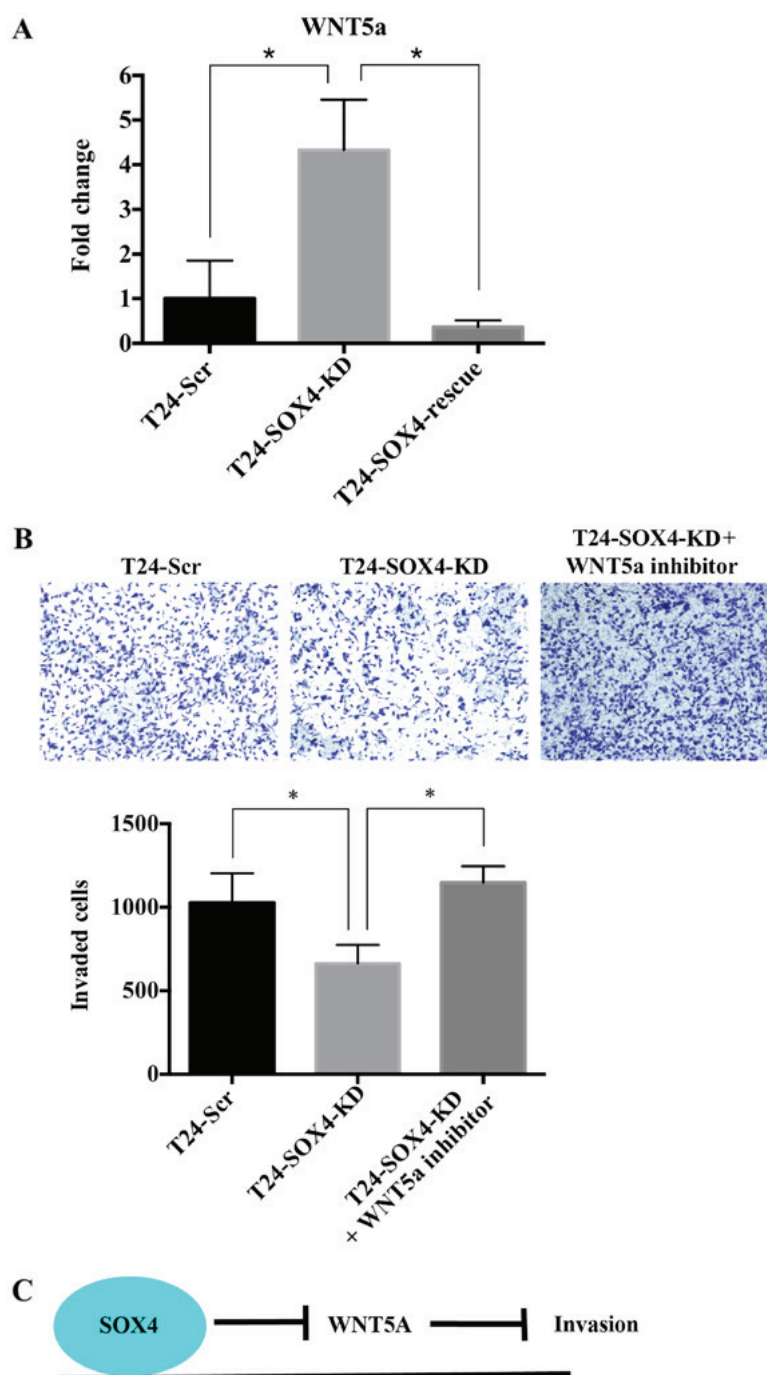 A
WNT5a
*
*
6
5
4
3
2
1
0
Fold change
T24-Scr
T24-SOX4-KD
T24-SOX4-rescue
B
T24-Scr
T24-SOX4-KD
T24-SOX4-KD+
WNT5a inhibitor
*
*
1500
1000
500
0
Invaded cells
T24-Scr
T24-SOX4-KD
T24-SOX4-KD
+ WNT5a inhibitor
C
SOX4
WNT5A
Invasion